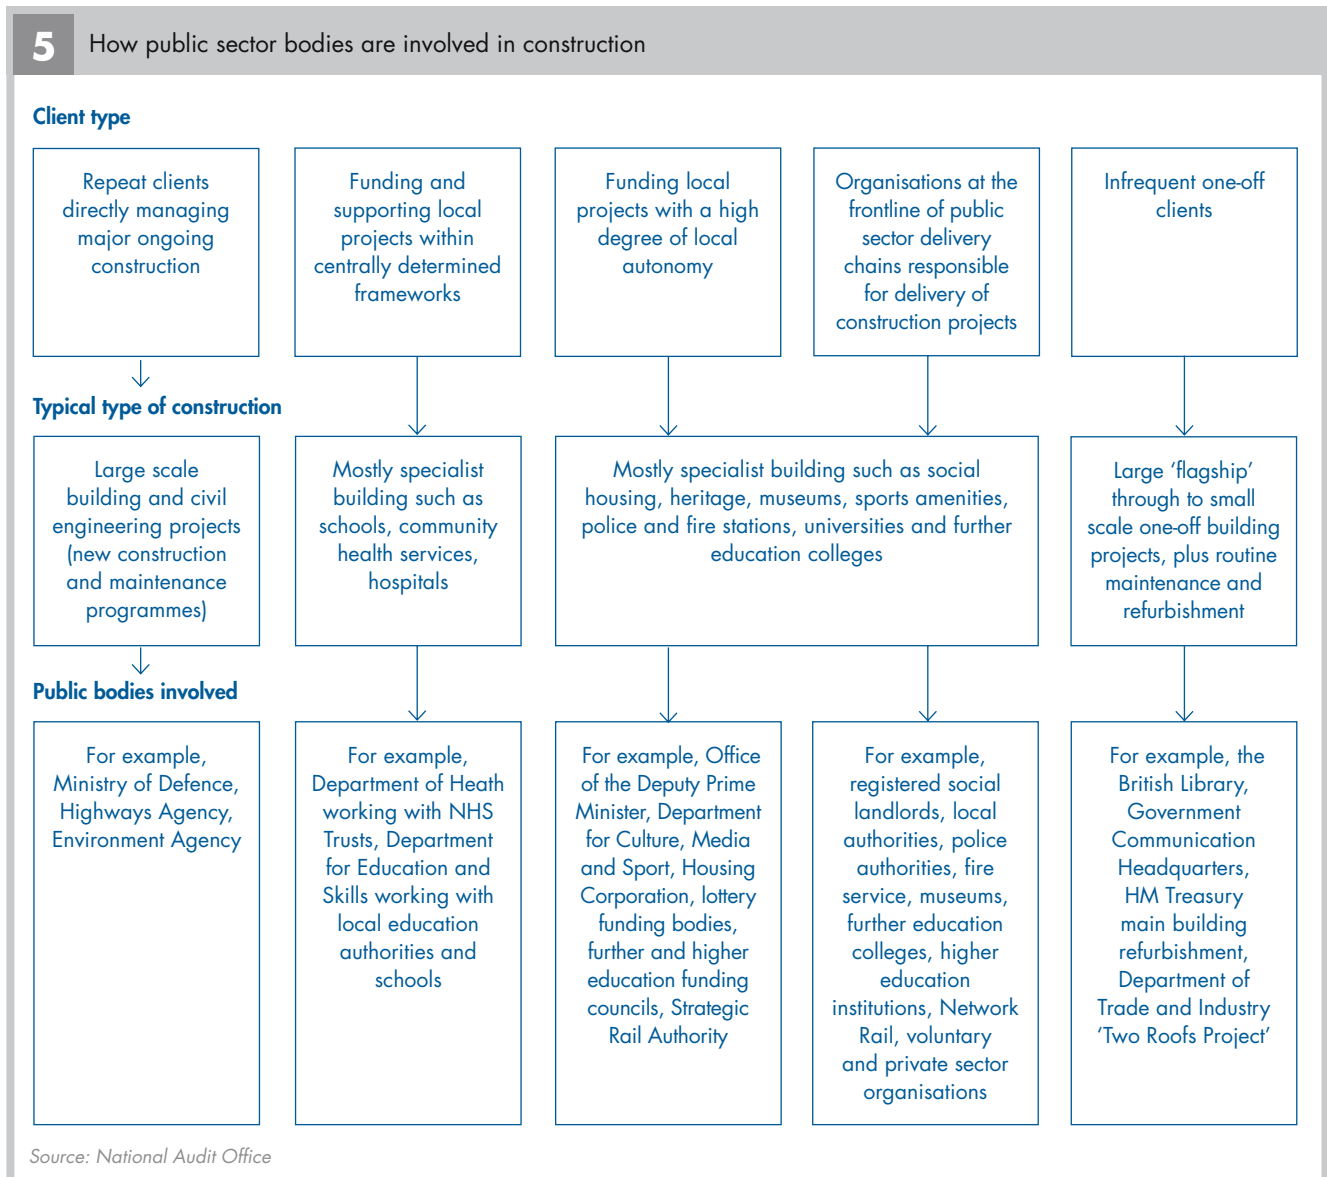 5
How public sector bodies are involved in construction
Client type
Repeat clients
directly managing
major ongoing
construction
Funding and
supporting local
projects within
centrally determined
frameworks
Funding local
projects with a high
degree of local
autonomy
Organisations at the
frontline of public
sector delivery
chains responsible
for delivery of
construction projects
Infrequent one-off
clients
Typical type of construction
Large scale
building and civil
engineering projects
(new construction
and maintenance
programmes)
Mostly specialist
building such as
schools, community
health services,
hospitals
Mostly specialist building such as social
housing, heritage, museums, sports amenities,
police and fire stations, universities and further
education colleges
Large ‘flagship’
through to small
scale one-off building
projects, plus routine
maintenance and
refurbishment
Public bodies involved
For example,
Ministry of Defence,
Highways Agency,
Environment Agency
For example,
Department of Heath
working with NHS
Trusts, Department
for Education and
Skills working with
local education
authorities and
schools
For example, Office
of the Deputy Prime
Minister, Department
for Culture, Media
and Sport, Housing
Corporation, lottery
funding bodies,
further and higher
education funding
councils, Strategic
Rail Authority
For example,
registered social
landlords, local
authorities, police
authorities, fire
service, museums,
further education
colleges, higher
education
institutions, Network
Rail, voluntary
and private sector
organisations
For example, the
British Library,
Government
Communication
Headquarters,
HM Treasury
main building
refurbishment,
Department of
Trade and Industry
‘Two Roofs Project’
Source: National Audit Office